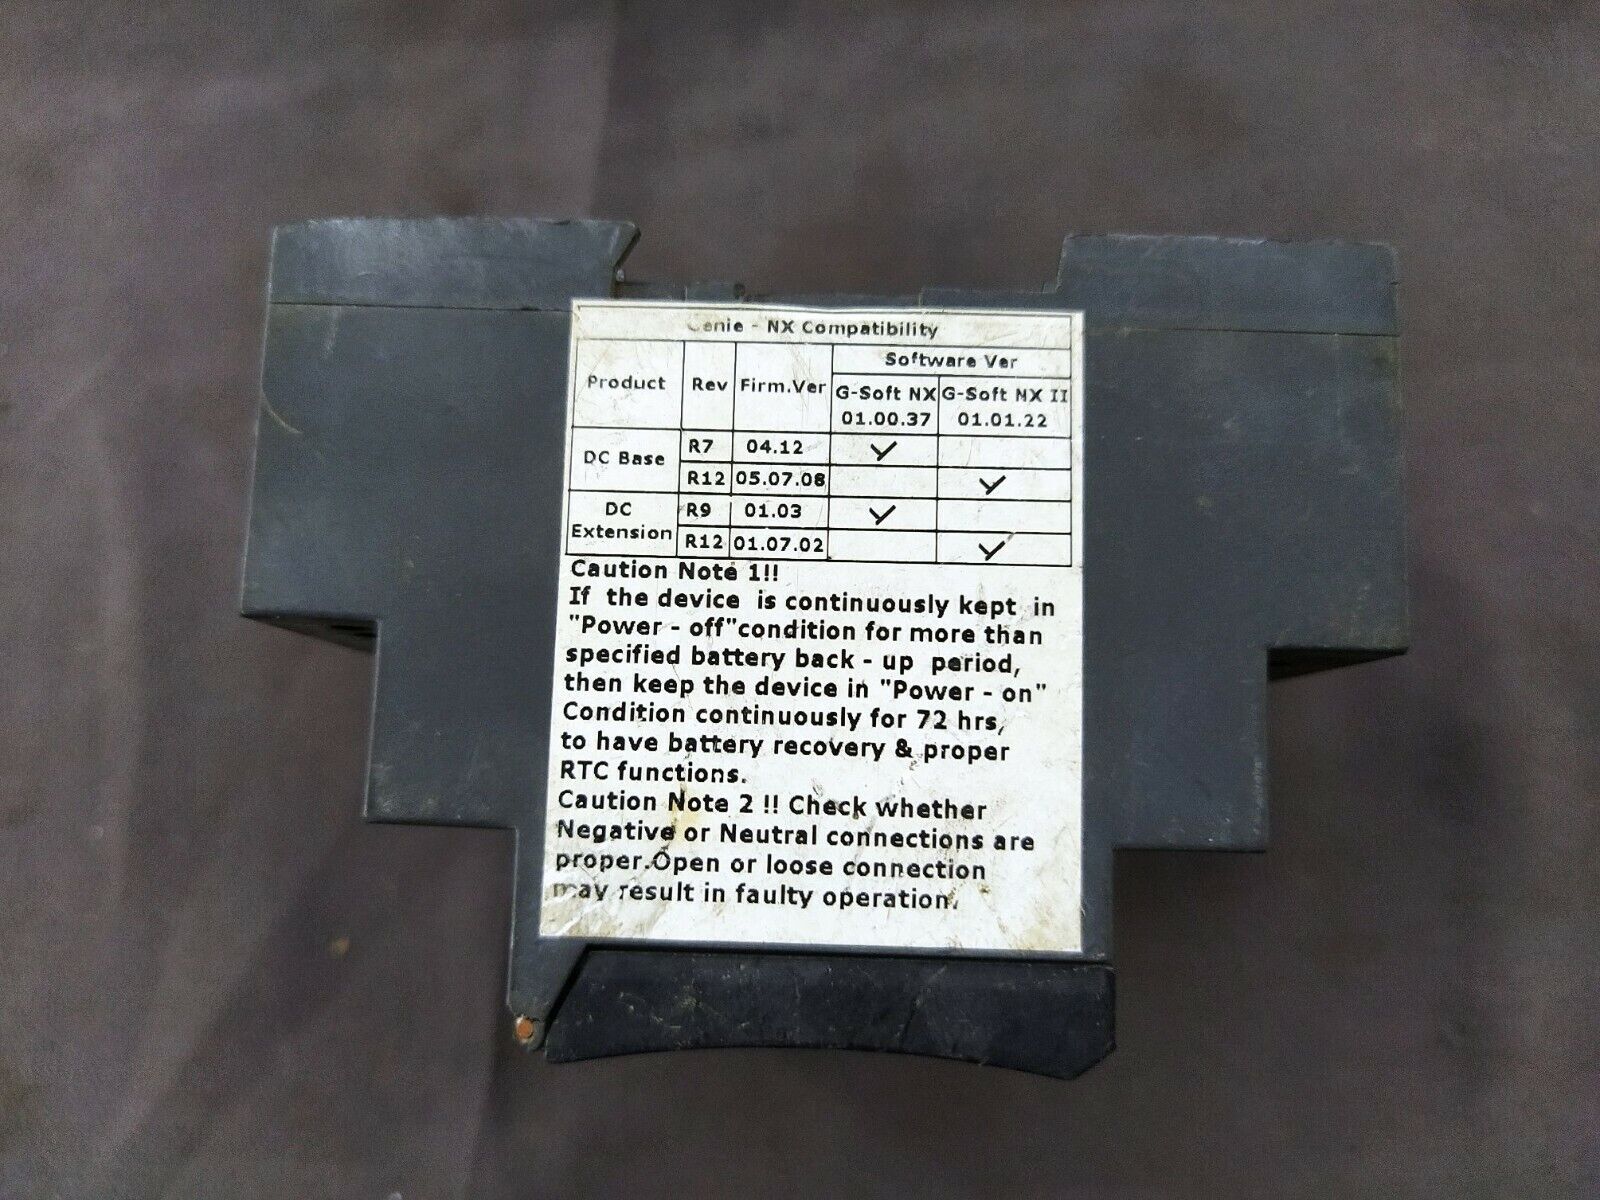 Genie - NX Compatibility
Product Rev Firm.Ver Software Ver
G-Soft NX G-Soft NX II
01.00.37 01.01.22
DC Base R7 04.12
R12 05.07.08
DC Extension R9 01.03
R12 01.07.02
Caution Note 1!!
If the device is continuously kept in
"Power - off"condition for more than
specified battery back - up period,
then keep the device in "Power - on"
Condition continuously for 72 hrs,
to have battery recovery & proper
RTC functions.
Caution Note 2 !! Check whether
Negative or Neutral connections are
proper.Open or loose connection
may result in faulty operation.